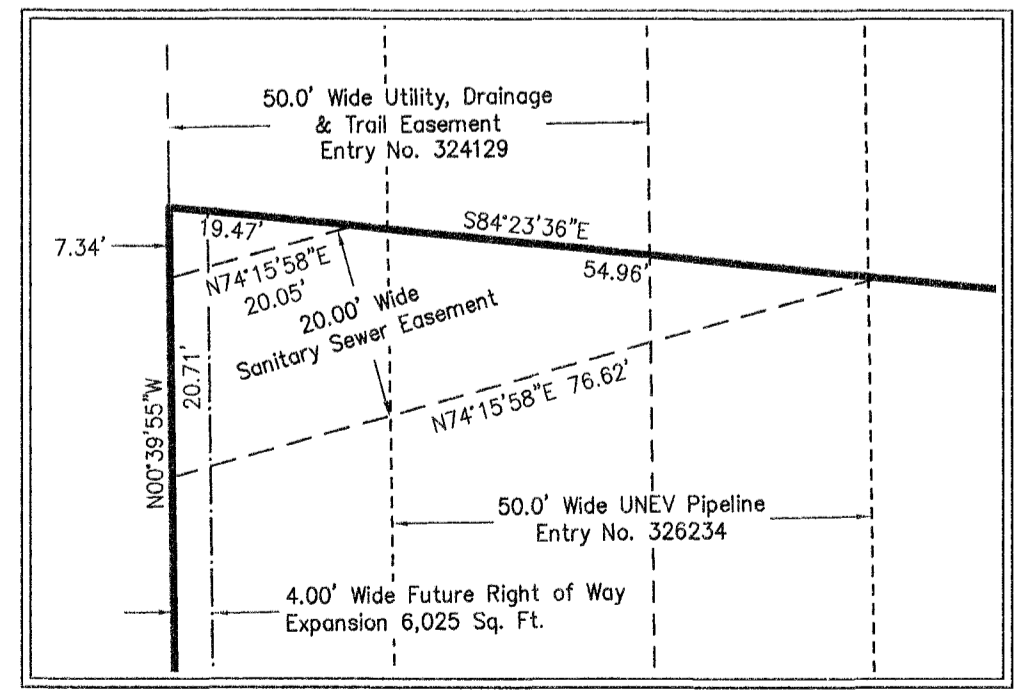 50.0' Wide Utility, Drainage
& Trail Easement
Entry No. 324129
7.34'
19.47'
S84°23'36"E
54.96'
N74°15'58"E
20.05'
20.00' Wide
Sanitary Sewer Easement
20.71'
N00°39'55"W
N74°15'58"E 76.62'
50.0' Wide UNEV Pipeline
Entry No. 326234
4.00' Wide Future Right of Way
Expansion 6,025 Sq. Ft.